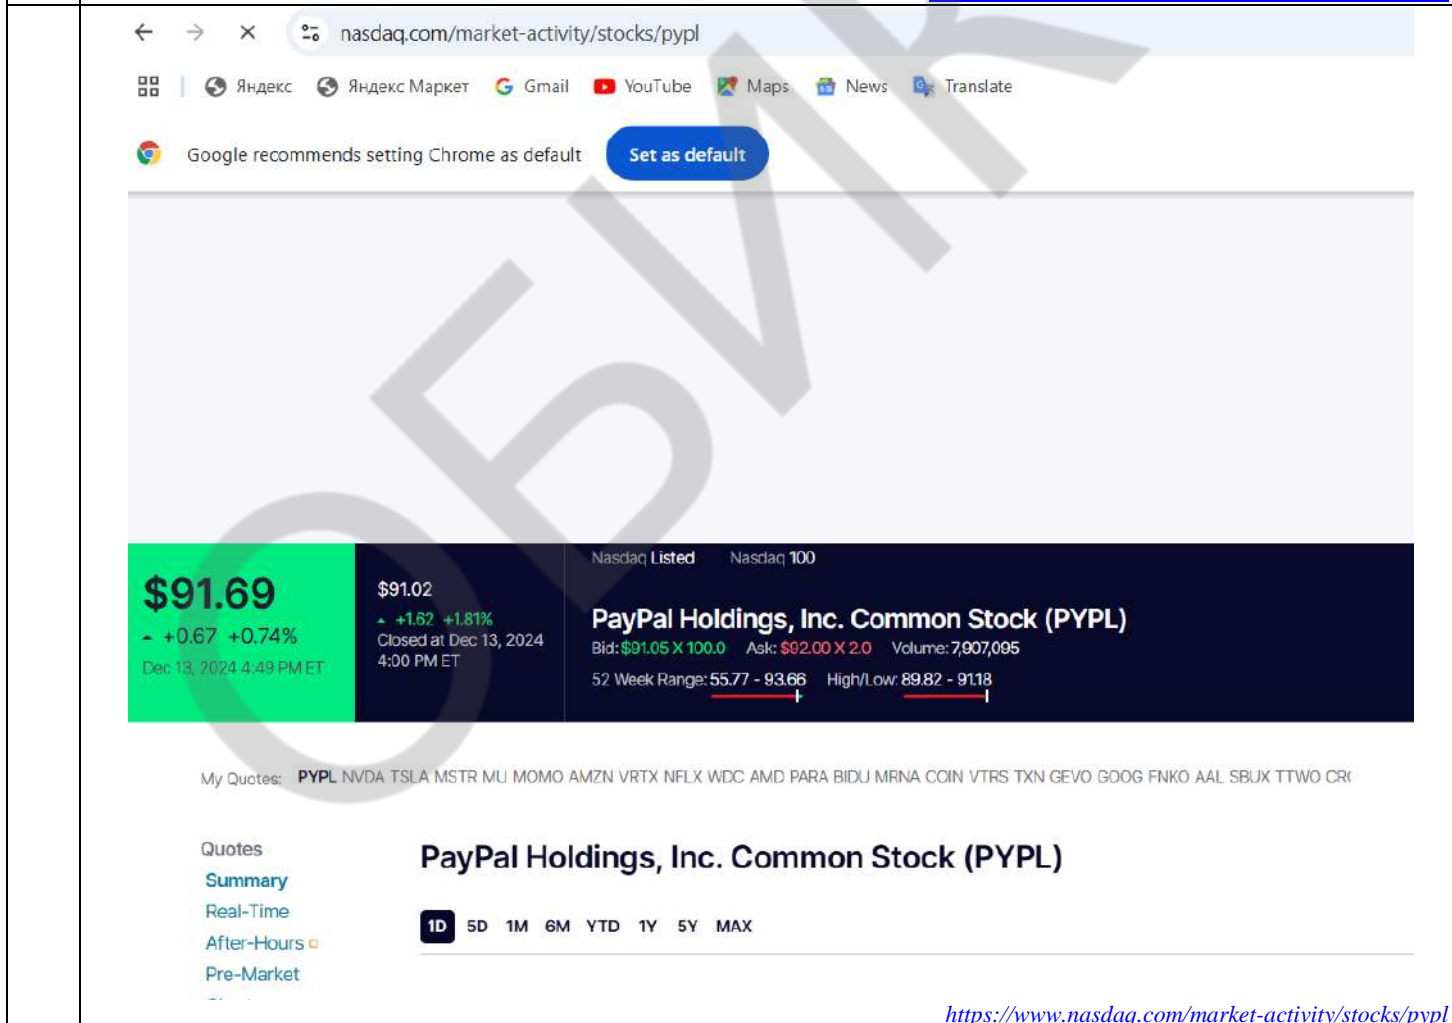 nasdaq.com/market-activity/stocks/pypl
Яндекс Яндекс Маркет Gmail YouTube Maps News Translate
Google recommends setting Chrome as default Set as default
ОБИК
Nasdaq Listed Nasdaq 100
$91.69 $91.02
+0.67 +0.74% +1.62 +1.81% PayPal Holdings, Inc. Common Stock (PYPL)
Dec 13, 2024 4:49 PM ET Closed at Dec 13, 2024 Bid: $91.05 X 100.0 Ask: $92.00 X 2.0 Volume: 7,907,095
4:00 PM ET 52 Week Range: 55.77 - 93.66 High/Low: 89.82 - 91.18
My Quotes: PYPL NVDA TSLA MSTR MU MOMO AMZN VRTX NFLX WDC AMD PARA BIDU MRNA COIN VTRS TXN GEVO GOOG FNKO AAL SBUX TTWO
Quotes PayPal Holdings, Inc. Common Stock (PYPL)
Summary
Real-Time 1D 5D 1M 6M YTD 1Y 5Y MAX
After-Hours
Pre-Market
https://www.nasdaq.com/market-activity/stocks/pypl